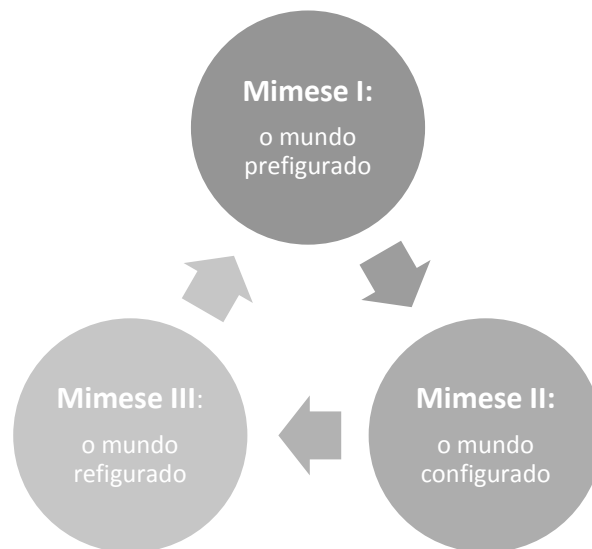 Mimese I:
o mundo
prefigurado
Mimese II:
o mundo
configurado
Mimese III:
o mundo
refigurado